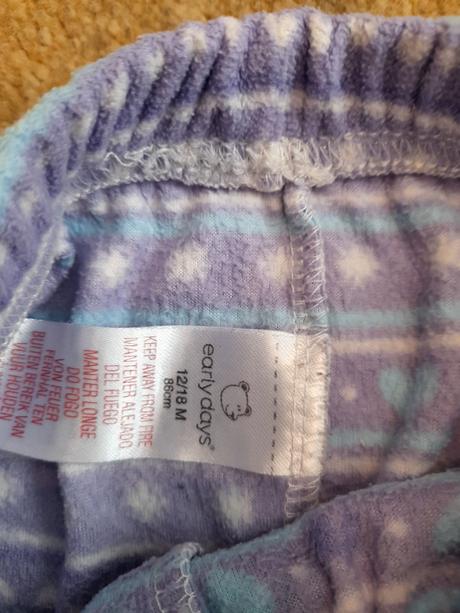 early days®
12/18 M
86cm
KEEP AWAY FROM FIRE
MANTENER ALEJADO
DEL FUEGO
MANTER LONGE
DO FOGO
VON FEUER
FERNHALTEN
BUITEN BEREIK VAN
VUUR HOUDEN